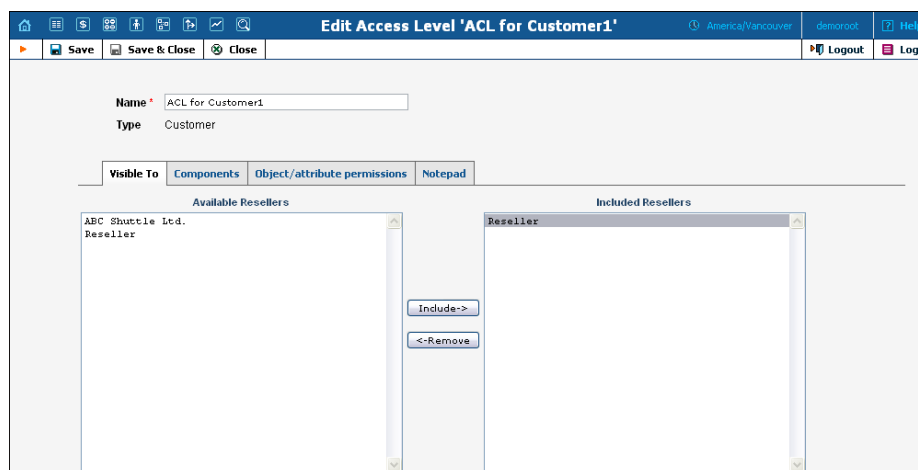 Edit Access Level 'ACL for Customer1' America/Vancouver demoroot ? Hel
Save Save & Close Close Logout Log
Name * ACL for Customer1
Type Customer
Visible To Components Object/attribute permissions Notepad
Available Resellers Included Resellers
ABC Shuttle Ltd. Reseller
Reseller
Include->
<-Remove